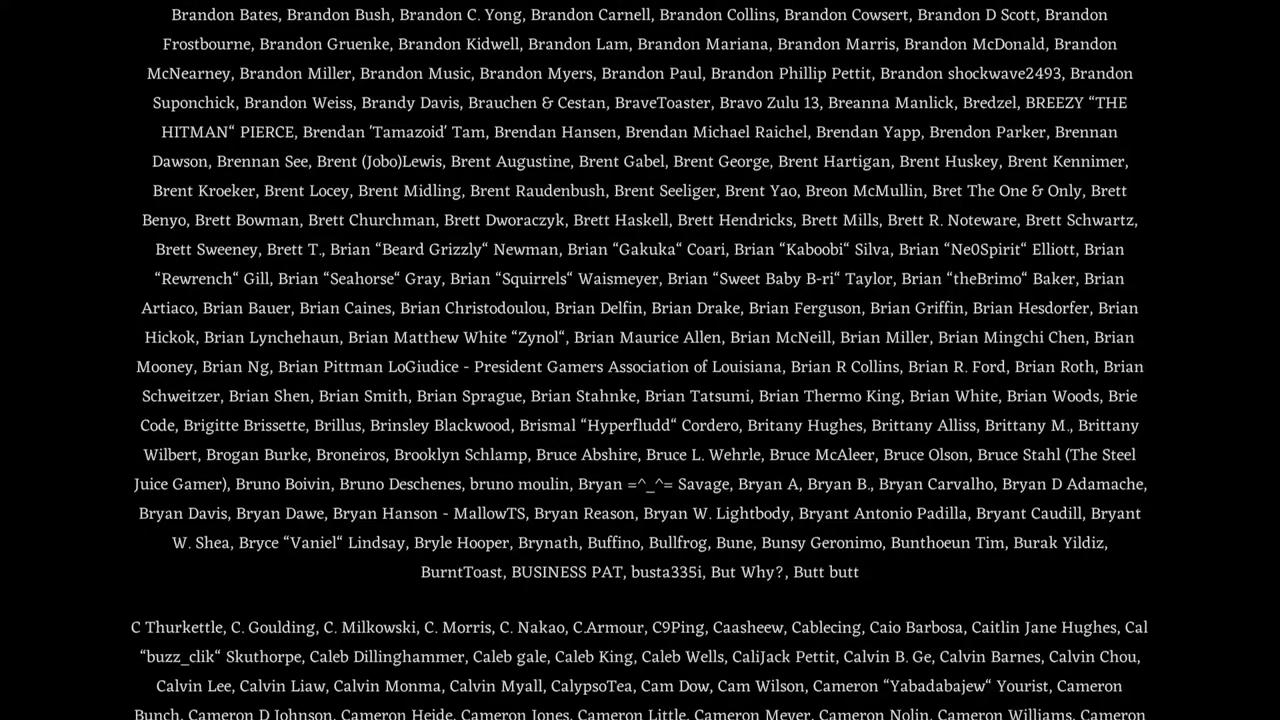 Brandon Bates, Brandon Bush, Brandon C. Yong, Brandon Carnell, Brandon Collins, Brandon Cowsert, Brandon D Scott, Brandon
Frostbourne, Brandon Gruenke, Brandon Kidwell, Brandon Lam, Brandon Mariana, Brandon Marris, Brandon McDonald, Brandon
McNearney, Brandon Miller, Brandon Music, Brandon Myers, Brandon Paul, Brandon Phillip Pettit, Brandon shockwave2493, Brandon
Suponchick, Brandon Weiss, Brandy Davis, Brauchen & Cestan, BraveToaster, Bravo Zulu 13, Breanna Manlick, Bredzel, BREEZY “THE
HITMAN“ PIERCE, Brendan 'Tamazoid' Tam, Brendan Hansen, Brendan Michael Raichel, Brendan Yapp, Brendon Parker, Brennan
Dawson, Brennan See, Brent (Jobo)Lewis, Brent Augustine, Brent Gabel, Brent George, Brent Hartigan, Brent Huskey, Brent Kennimer,
Brent Kroeker, Brent Locey, Brent Midling, Brent Raudenbush, Brent Seeliger, Brent Yao, Breon McMullin, Bret The One & Only, Brett
Benyo, Brett Bowman, Brett Churchman, Brett Dworaczyk, Brett Haskell, Brett Hendricks, Brett Mills, Brett R. Noteware, Brett Schwartz,
Brett Sweeney, Brett T., Brian “Beard Grizzly“ Newman, Brian “Gakuka“ Coari, Brian “Kaboobi“ Silva, Brian “Ne0Spirit“ Elliott, Brian
“Rewrench“ Gill, Brian “Seahorse“ Gray, Brian “Squirrels“ Waismeyer, Brian “Sweet Baby B-ri“ Taylor, Brian “theBrimo“ Baker, Brian
Artiaco, Brian Bauer, Brian Caines, Brian Christodoulou, Brian Delfin, Brian Drake, Brian Ferguson, Brian Griffin, Brian Hesdorfer, Brian
Hickok, Brian Lynchehaun, Brian Matthew White “Zynol“, Brian Maurice Allen, Brian McNeill, Brian Miller, Brian Mingchi Chen, Brian
Mooney, Brian Ng, Brian Pittman LoGiudice - President Gamers Association of Louisiana, Brian R Collins, Brian R. Ford, Brian Roth, Brian
Schweitzer, Brian Shen, Brian Smith, Brian Sprague, Brian Stahnke, Brian Tatsumi, Brian Thermo King, Brian White, Brian Woods, Brie
Code, Brigitte Brissette, Brillus, Brinsley Blackwood, Brismal “Hyperfludd“ Cordero, Britany Hughes, Brittany Alliss, Brittany M., Brittany
Wilbert, Brogan Burke, Broneiros, Brooklyn Schlamp, Bruce Abshire, Bruce L. Wehrle, Bruce McAleer, Bruce Olson, Bruce Stahl (The Steel
Juice Gamer), Bruno Boivin, Bruno Deschenes, bruno moulin, Bryan =^_^= Savage, Bryan A, Bryan B., Bryan Carvalho, Bryan D Adamache,
Bryan Davis, Bryan Dawe, Bryan Hanson - MallowTS, Bryan Reason, Bryan W. Lightbody, Bryant Antonio Padilla, Bryant Caudill, Bryant
W. Shea, Bryce “Vaniel“ Lindsay, Bryle Hooper, Brynath, Buffino, Bullfrog, Bune, Bunsy Geronimo, Bunthoeun Tim, Burak Yildiz,
BurntToast, BUSINESS PAT, busta335i, But Why?, Butt butt
C Thurkettle, C. Goulding, C. Milkowski, C. Morris, C. Nakao, C.Armour, C9Ping, Caasheew, Cablecing, Caio Barbosa, Caitlin Jane Hughes, Cal
“buzz_clik“ Skuthorpe, Caleb Dillinghammer, Caleb gale, Caleb King, Caleb Wells, CaliJack Pettit, Calvin B. Ge, Calvin Barnes, Calvin Chou,
Calvin Lee, Calvin Liaw, Calvin Monma, Calvin Myall, CalypsoTea, Cam Dow, Cam Wilson, Cameron “Yabadabajew“ Yourist, Cameron
Bunch, Cameron D Johnson, Cameron Heide, Cameron Jones, Cameron Little, Cameron Meyer, Cameron Nolin, Cameron Williams, Cameron